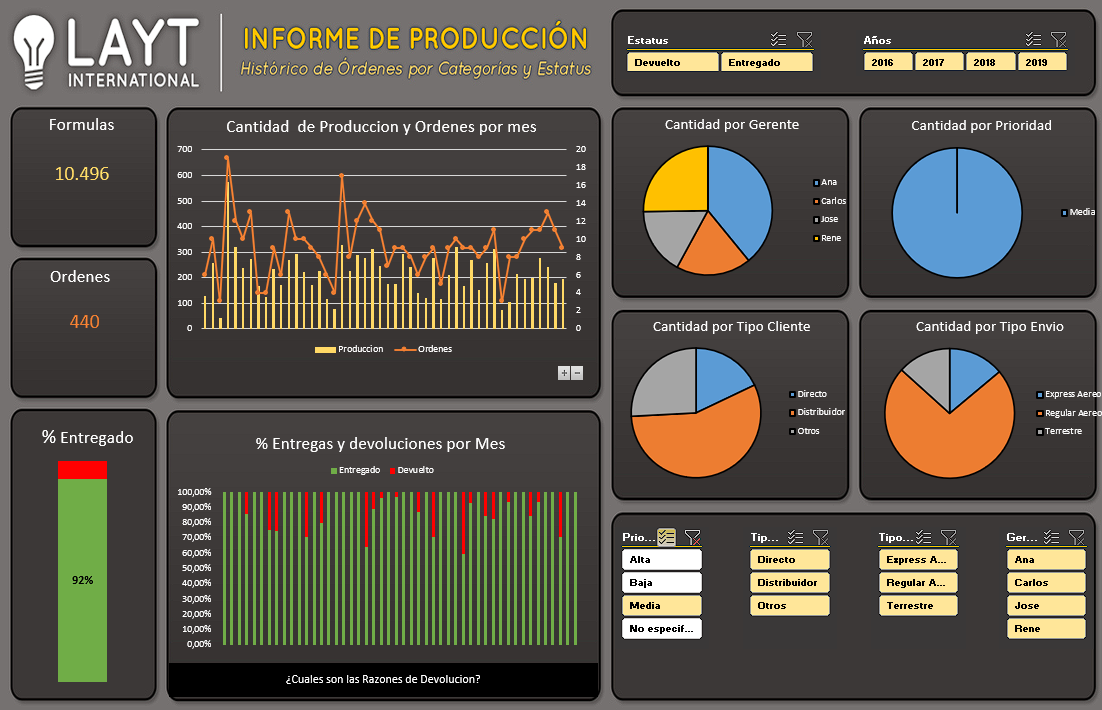 LAYT
INTERNATIONAL
INFORME DE PRODUCCIÓN
Histórico de Órdenes por Categorías y Estatus
Estatus
Devuelto
Entregado
Años
2016
2017
2018
2019
Formulas
10.496
Ordenes
440
% Entregado
92%
Cantidad de Produccion y Ordenes por mes
700
600
500
400
300
200
100
0
20
18
16
14
12
10
8
6
4
2
0
Produccion
Ordenes
+
−
% Entregas y devoluciones por Mes
Entregado
Devuelto
100,00%
90,00%
80,00%
70,00%
60,00%
50,00%
40,00%
30,00%
20,00%
10,00%
0,00%
¿Cuales son las Razones de Devolucion?
Cantidad por Gerente
Ana
Carlos
Jose
Rene
Cantidad por Prioridad
Media
Cantidad por Tipo Cliente
Directo
Distribuidor
Otros
Cantidad por Tipo Envio
Express Aereo
Regular Aereo
Terrestre
Prio...
Alta
Baja
Media
No especif...
Tip...
Directo
Distribuidor
Otros
Tipo...
Express A...
Regular A...
Terrestre
Ger...
Ana
Carlos
Jose
Rene